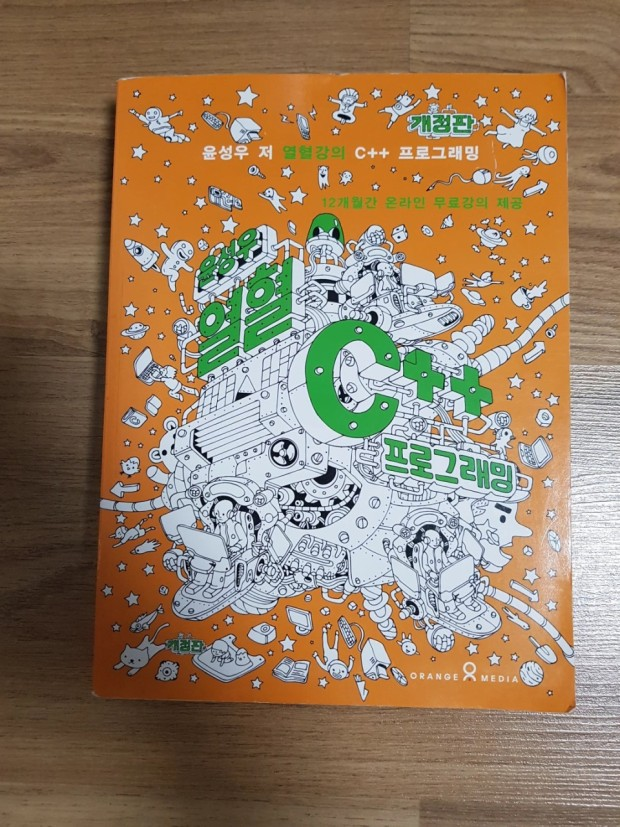 개정판
윤성우 저 열혈강의 C++ 프로그래밍
12개월간 온라인 무료강의 제공
윤성우
열혈
C++
프로그래밍
개정판
ORANGE MEDIA